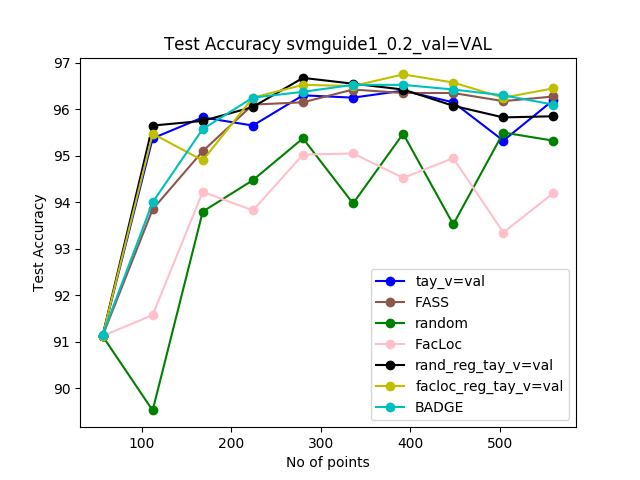 Test Accuracy svmguide1_0.2_val=VAL
97
96
95
94
93
92
91
90
Test Accuracy
tay_v=val
FASS
random
FacLoc
rand_reg_tay_v=val
facloc_reg_tay_v=val
BADGE
100 200 300 400 500
No of points